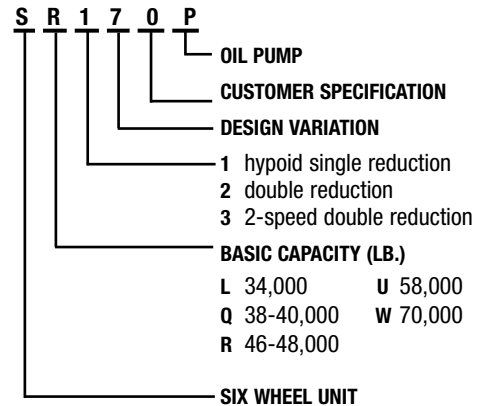 S R 1 7 0 P
OIL PUMP
CUSTOMER SPECIFICATION
DESIGN VARIATION
1 hypoid single reduction
2 double reduction
3 2-speed double reduction
BASIC CAPACITY (LB.)
L 34,000 U 58,000
Q 38-40,000 W 70,000
R 46-48,000
SIX WHEEL UNIT